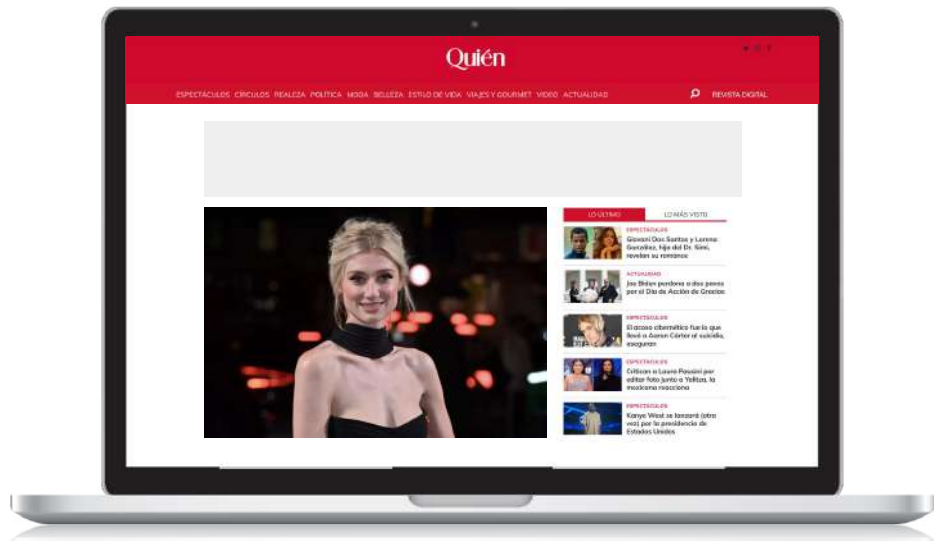 Quién
ESPECTÁCULOS CÍRCULOS REALEZA POLÍTICA MODA BELLEZA ESTILO DE VIDA VIAJES Y GOURMET VIDEO ACTUALIDAD
REVISTA DIGITAL
LO ÚLTIMO
LO MÁS VISTO
ESPECTÁCULOS
Giovani Dos Santos y Lorena
González, hija del Dr. Simi,
revelan su romance
ACTUALIDAD
Joe Biden perdona a dos pavos
por el Día de Acción de Gracias
ESPECTÁCULOS
El acoso cibernético fue lo que
llevó a Aaron Carter al suicidio,
aseguran
ESPECTÁCULOS
Critican a Laura Pausini por
editar foto junto a Yalitza, la
mexicana reacciona
ESPECTÁCULOS
Kanye West se lanzará (otra
vez) por la presidencia de
Estados Unidos